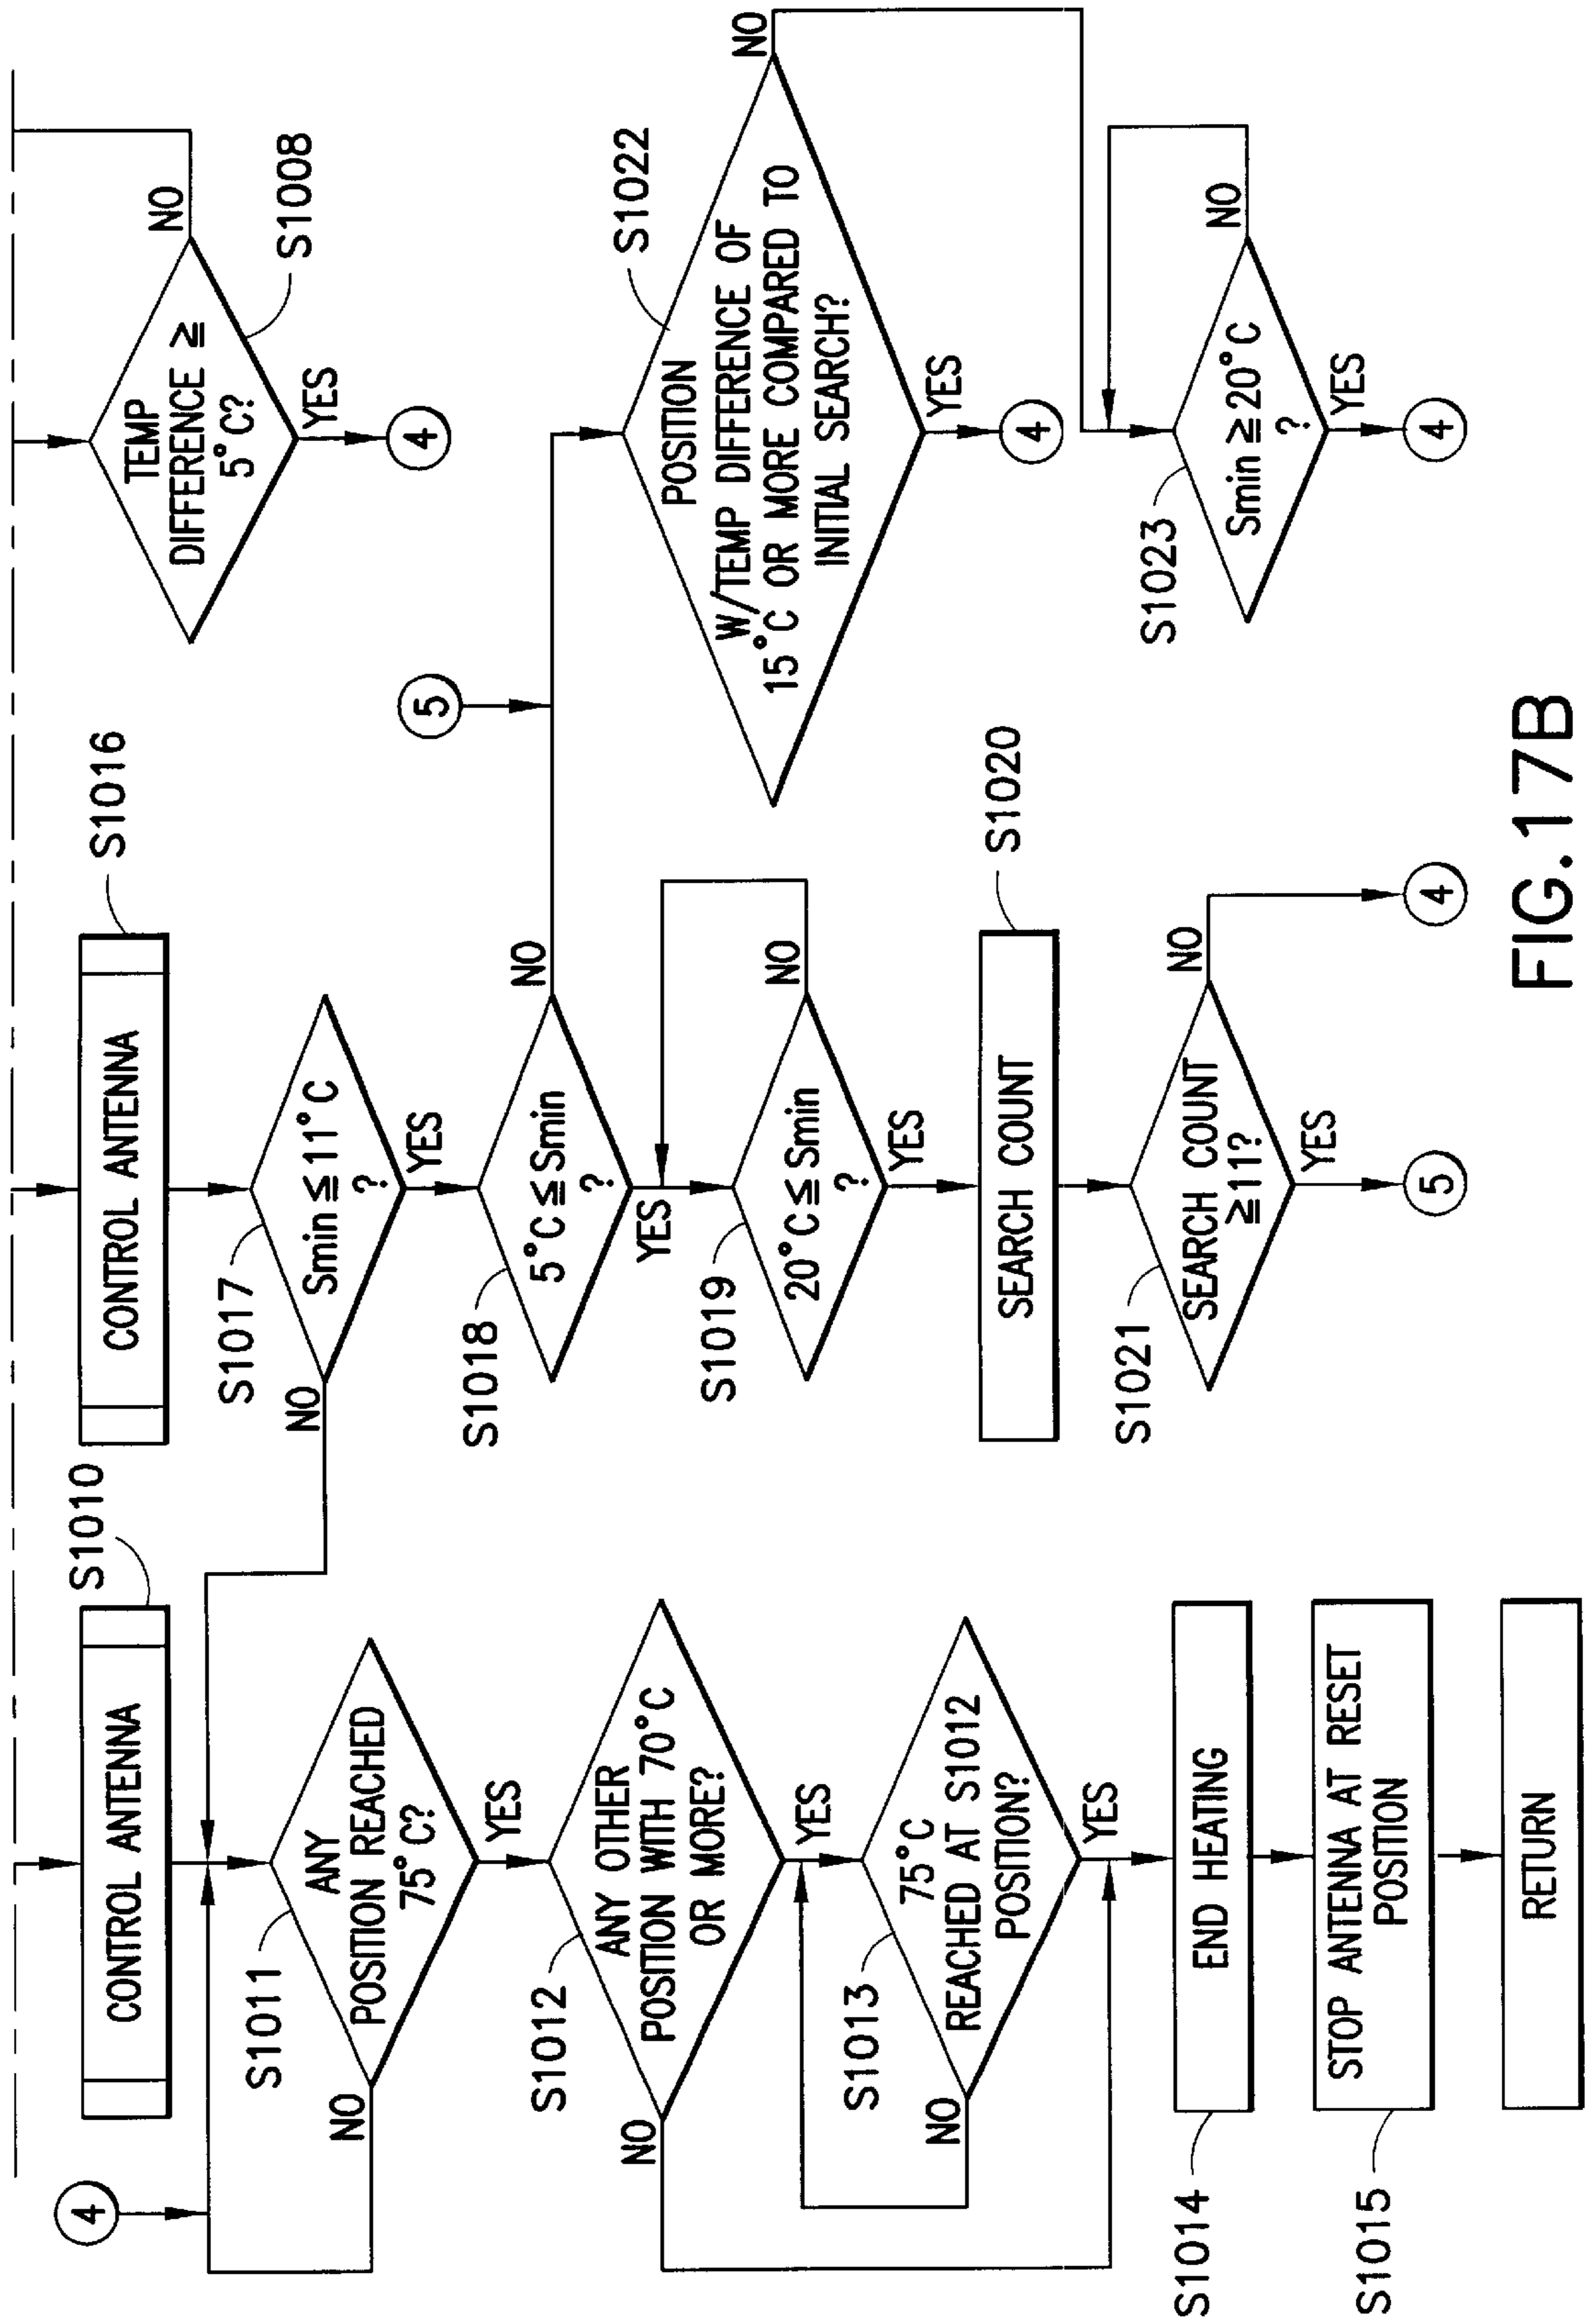 4
CONTROL ANTENNA
S1010
ANY
POSITION REACHED
75°C?
S1011
NO
YES
ANY OTHER
POSITION WITH 70°C
OR MORE?
S1012
NO
YES
75°C
REACHED AT S1012
POSITION?
S1013
NO
YES
END HEATING
S1014
STOP ANTENNA AT RESET
POSITION
S1015
RETURN
CONTROL ANTENNA
S1016
Smin≦11°C
?
S1017
NO
YES
5°C≦Smin
?
S1018
NO
YES
20°C≦Smin
?
S1019
NO
YES
SEARCH COUNT
S1020
SEARCH COUNT
≧11?
S1021
NO
4
YES
5
TEMP
DIFFERENCE ≧
5°C?
S1008
NO
YES
4
5
POSITION
W/TEMP DIFFERENCE OF
15°C OR MORE COMPARED TO
INITIAL SEARCH?
S1022
NO
YES
4
Smin≧20°C
?
S1023
NO
YES
4
FIG.17B